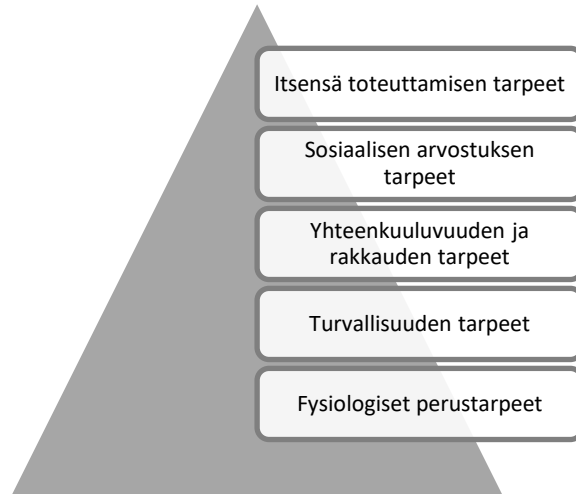 Itsensä toteuttamisen tarpeet
Sosiaalisen arvostuksen
tarpeet
Yhteenkuuluvuuden ja
rakkauden tarpeet
Turvallisuuden tarpeet
Fysiologiset perustarpeet